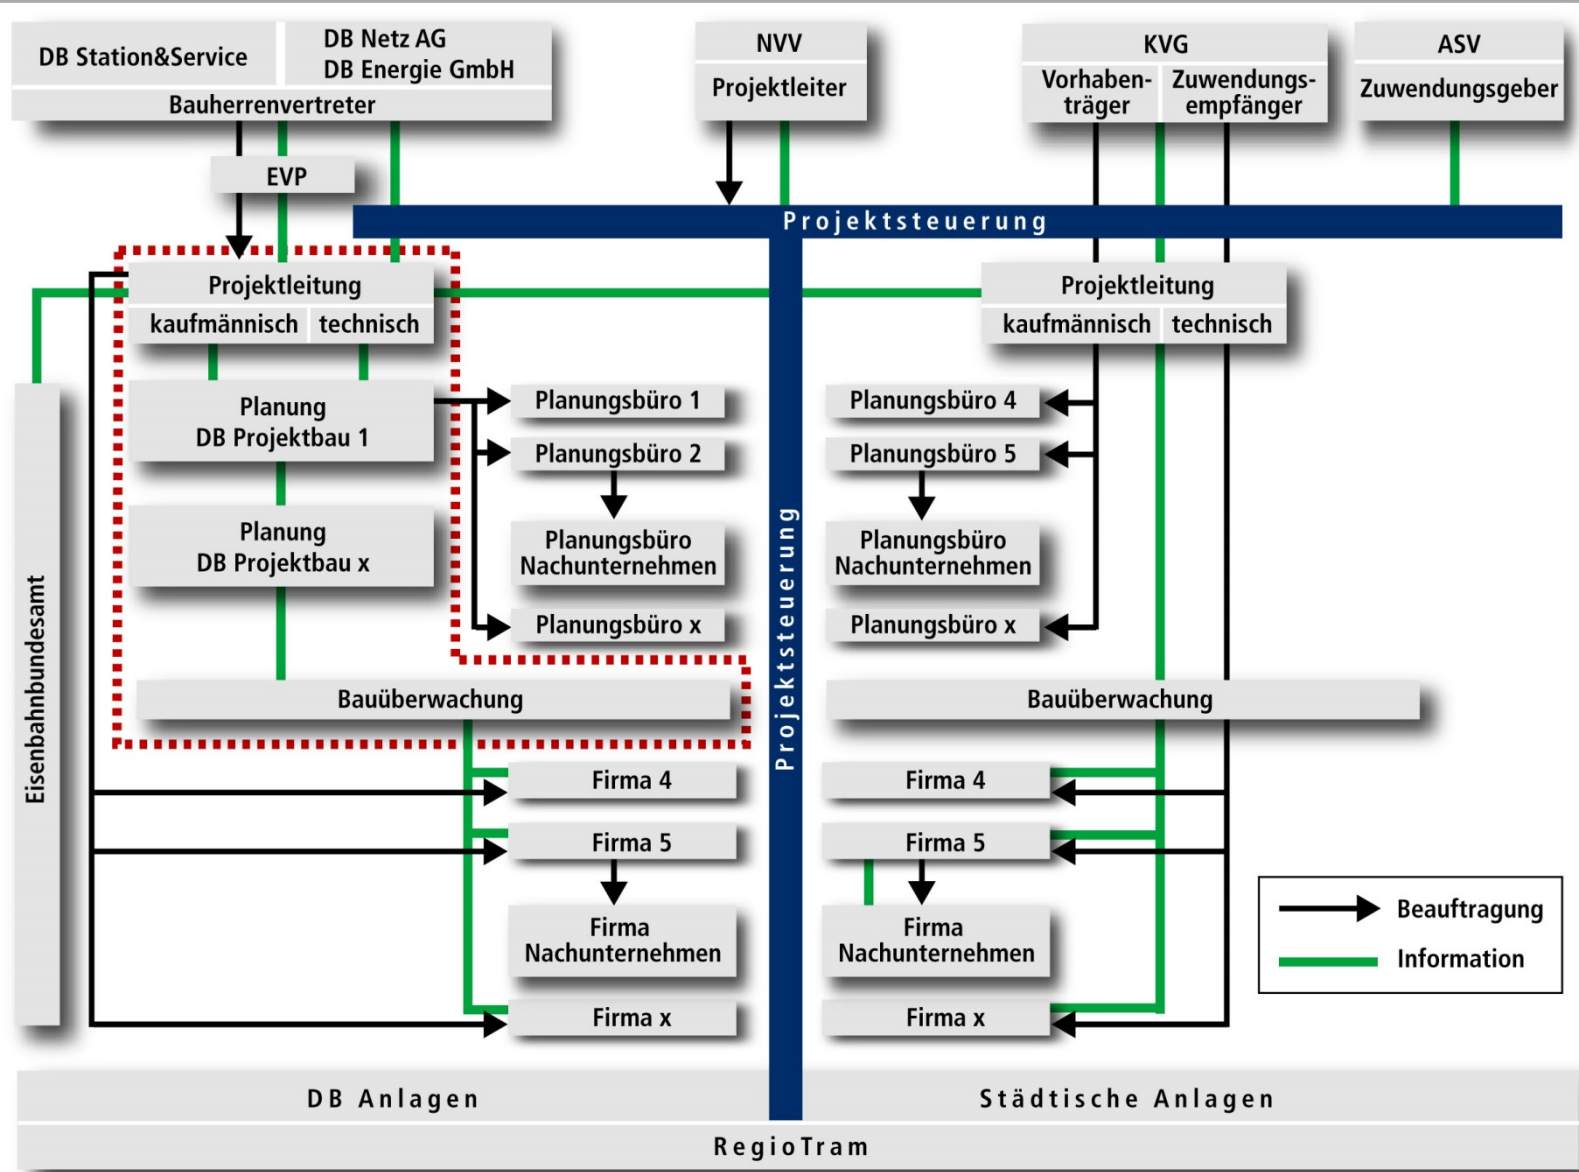 DB Station&Service
DB Netz AG
DB Energie GmbH
Bauherrenvertreter
NVV
Projektleiter
KVG
Vorhaben-
träger
Zuwendungs-
empfänger
ASV
Zuwendungsgeber
EVP
Projektsteuerung
Projektleitung
kaufmännisch
technisch
Projektleitung
kaufmännisch
technisch
Planung
DB Projektbau 1
Planungsbüro 1
Planungsbüro 4
Planungsbüro 2
Planungsbüro 5
Planung
DB Projektbau x
Planungsbüro
Nachunternehmen
Planungsbüro
Nachunternehmen
Planungsbüro x
Planungsbüro x
Eisenbahnbundesamt
Projektsteuerung
Bauüberwachung
Bauüberwachung
Firma 4
Firma 4
Firma 5
Firma 5
Firma
Nachunternehmen
Firma
Nachunternehmen
Firma x
Firma x
Beauftragung
Information
DB Anlagen
Städtische Anlagen
RegioTram